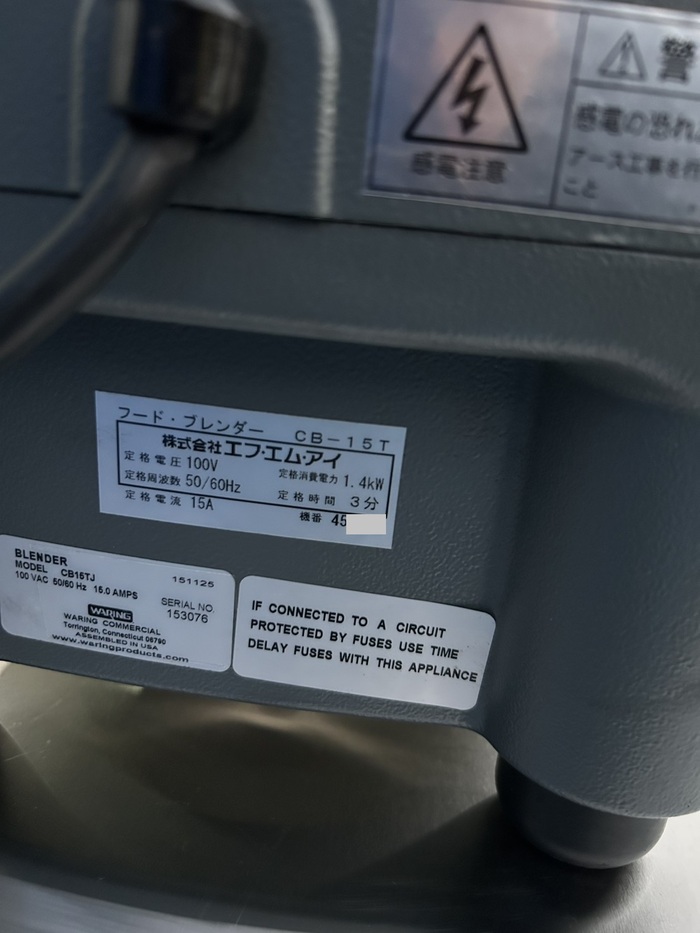 警
感電の恐れ
アース工事を行
こと
感電注意
フード・ブレンダー CB-15T
株式会社エフ・エム・アイ
定格電圧 100V 定格消費電力 1.4kW
定格周波数 50/60Hz 定格時間 3分
定格電流 15A 機番 45
BLENDER
MODEL CB15TJ 151125
100 VAC 50/60 Hz 15.0 AMPS
SERIAL NO.
153076
WARING
WARING COMMERCIAL
Torrington, Connecticut 06790
ASSEMBLED IN USA
www.waringproducts.com
IF CONNECTED TO A CIRCUIT
PROTECTED BY FUSES USE TIME
DELAY FUSES WITH THIS APPLIANCE